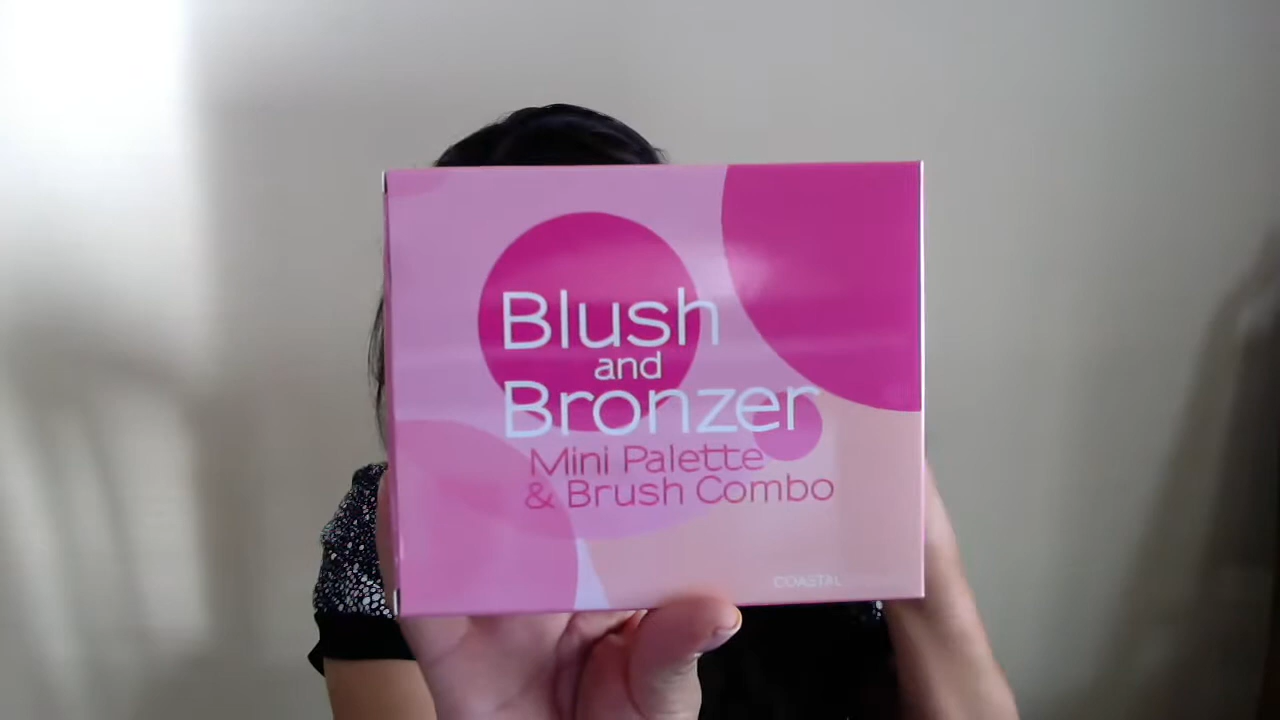 Blush
and
Bronzer
Mini Palette
& Brush Combo
COASTAL